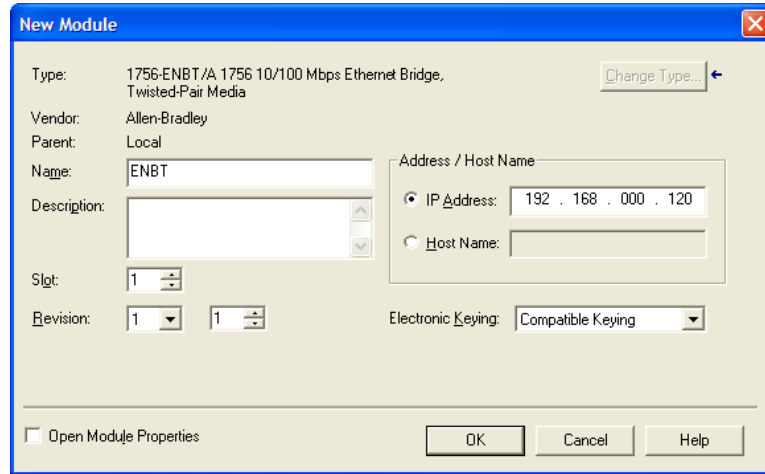 New Module
Type: 1756-ENBT/A 1756 10/100 Mbps Ethernet Bridge,
Twisted-Pair Media
Change Type...
Vendor: Allen-Bradley
Parent: Local
Name: ENBT
Address / Host Name
IP Address: 192 . 168 . 000 . 120
Description:
Host Name:
Slot: 1
Revision: 1 1
Electronic Keying: Compatible Keying
Open Module Properties
OK Cancel Help